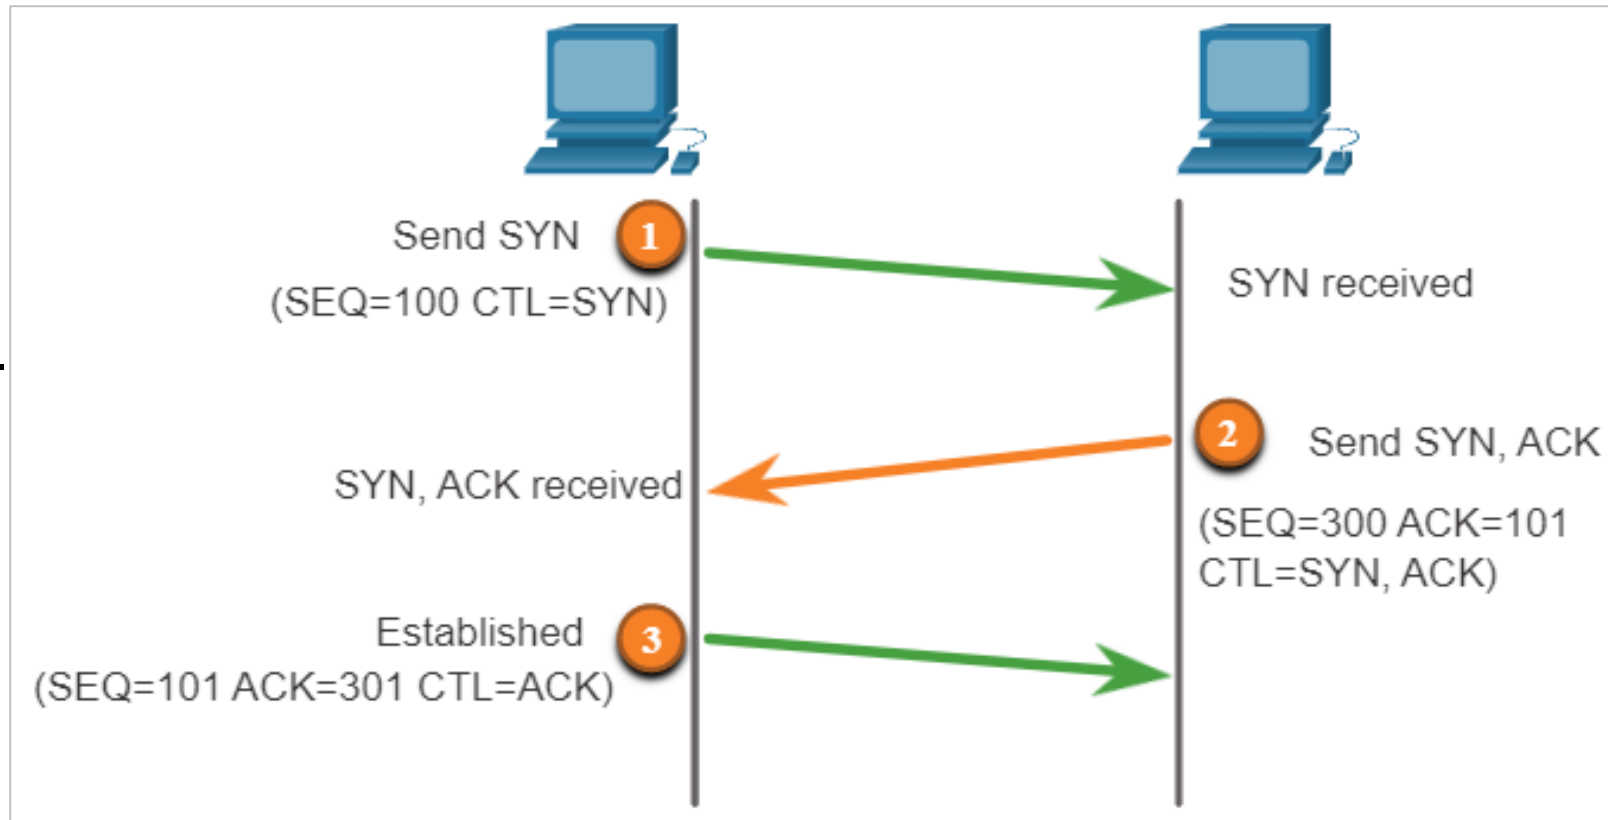 Send SYN
1
(SEQ=100 CTL=SYN)
SYN received
2
Send SYN, ACK
SYN, ACK received
(SEQ=300 ACK=101
CTL=SYN, ACK)
Established
3
(SEQ=101 ACK=301 CTL=ACK)